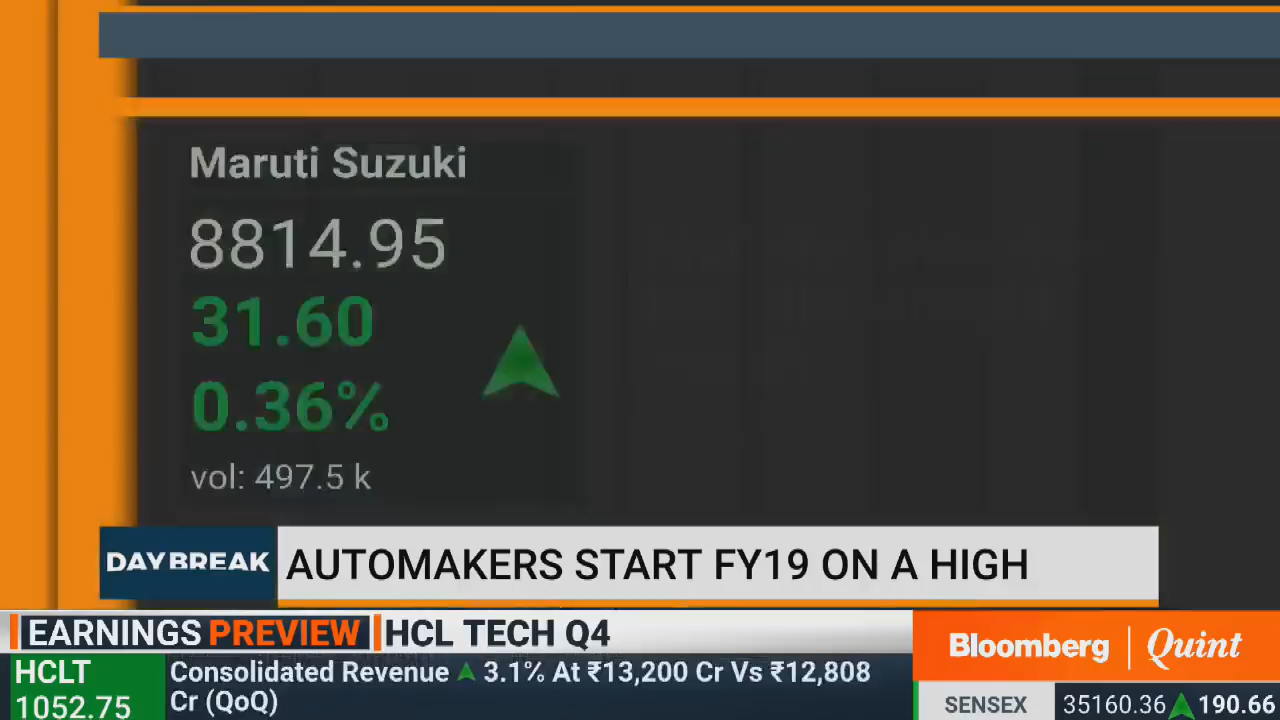 Maruti Suzuki
8814.95
31.60
0.36%
vol: 497.5 k
DAYBREAK
AUTOMAKERS START FY19 ON A HIGH
EARNINGS PREVIEW HCL TECH Q4
HCLT
1052.75
Consolidated Revenue ▲ 3.1% At ₹13,200 Cr Vs ₹12,808
Cr (QoQ)
Bloomberg | Quint
SENSEX 35160.36 ▲ 190.66